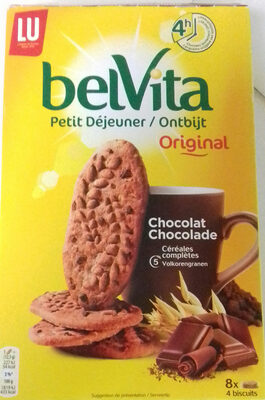 LU
4h
belVita
Petit Déjeuner / Ontbijt
Original
Chocolat
Chocolade
Céréales
complètes
5 Volkorengranen
8x
4 biscuits
Suggestion de présentation / Serveertip